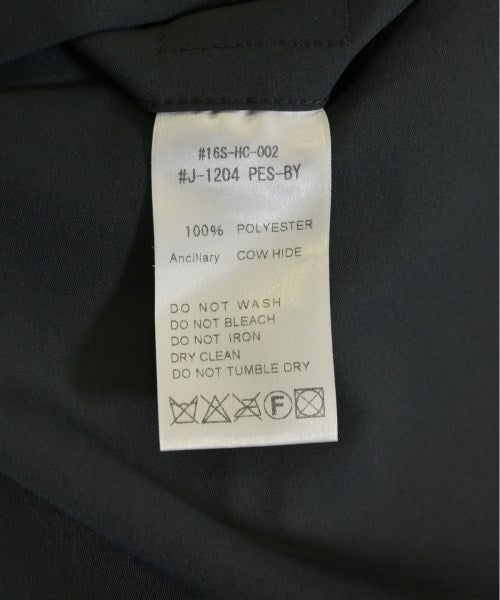 #16S-HC-002
#J-1204 PES-BY
100% POLYESTER
Ancillary COW HIDE
DO NOT WASH
DO NOT BLEACH
DO NOT IRON
DRY CLEAN
DO NOT TUMBLE DRY
F